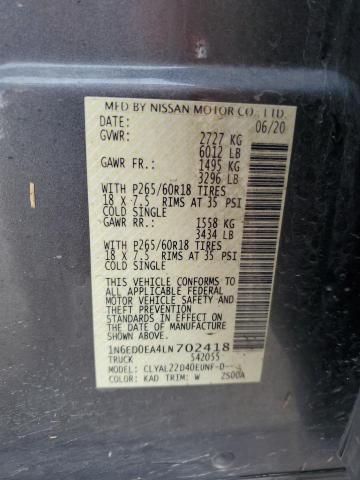 MFD BY NISSAN MOTOR CO., LTD.
DATE: 06/20
GVWR: 2727 KG
6012 LB
GAWR FR.: 1495 KG
3296 LB
WITH P265/60R18 TIRES
18 X 7.5 RIMS AT 35 PSI
COLD SINGLE
GAWR RR.: 1558 KG
3434 LB
WITH P265/60R18 TIRES
18 X 7.5 RIMS AT 35 PSI
COLD SINGLE
THIS VEHICLE CONFORMS TO
ALL APPLICABLE U.S. FEDERAL
MOTOR VEHICLE SAFETY
STANDARDS IN EFFECT ON THE
DATE OF MANUFACTURE SHOWN ABOVE.
1N6ED0EA4LN702418
TRUCK S42055
MODEL: CLYAL22D40EUNF-D--
COLOR: KAD TRIM: W 2500A